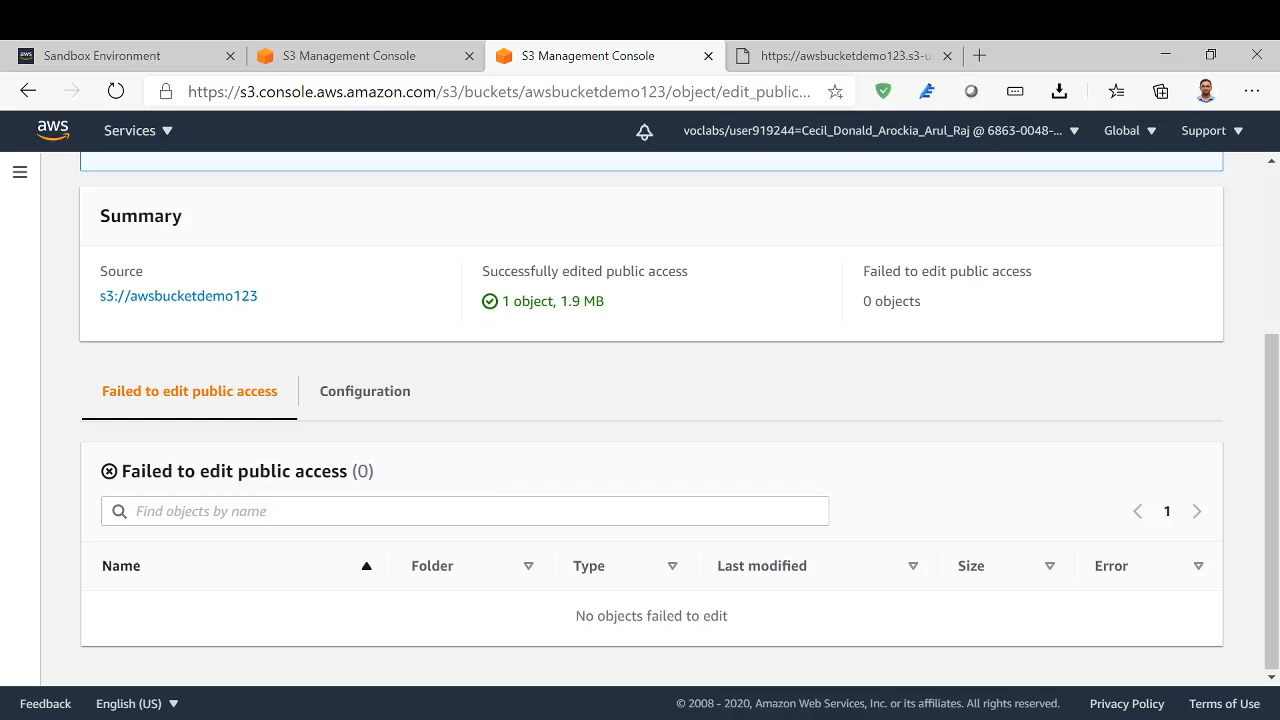 aws Sandbox Environment
S3 Management Console
S3 Management Console
https://awsbucketdemo123.s3-u
https://s3.console.aws.amazon.com/s3/buckets/awsbucketdemo123/object/edit_public...
aws
Services
voclabs/user919244=Cecil_Donald_Arockia_Arul_Raj @ 6863-0048-...
Global
Support
Summary
Source
s3://awsbucketdemo123
Successfully edited public access
1 object, 1.9 MB
Failed to edit public access
0 objects
Failed to edit public access
Configuration
Failed to edit public access (0)
Find objects by name
1
Name
Folder
Type
Last modified
Size
Error
No objects failed to edit
Feedback
English (US)
© 2008 - 2020, Amazon Web Services, Inc. or its affiliates. All rights reserved.
Privacy Policy
Terms of Use